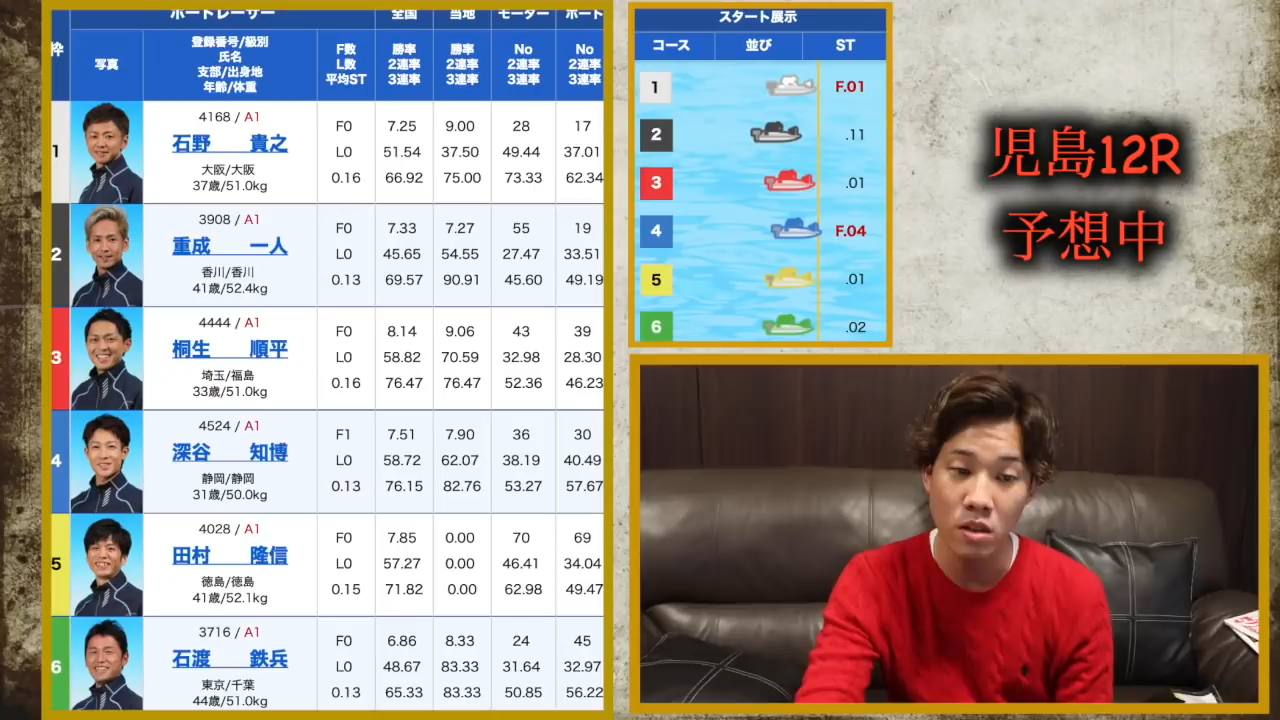 ボートレーサー 全国 当地 モーター ボート
枠 写真 登録番号/級別 氏名 支部/出身地 年齢/体重 F数 L数 平均ST 勝率 2連率 3連率 勝率 2連率 3連率 No 2連率 3連率 No 2連率 3連率
1
4168 / A1
石野 貴之
大阪/大阪
37歳/51.0kg
F0 7.25 9.00 28 17
L0 51.54 37.50 49.44 37.01
0.16 66.92 75.00 73.33 62.34
2
3908 / A1
重成 一人
香川/香川
41歳/52.4kg
F0 7.33 7.27 55 19
L0 45.65 54.55 27.47 33.51
0.13 69.57 90.91 45.60 49.19
3
4444 / A1
桐生 順平
埼玉/福島
33歳/51.0kg
F0 8.14 9.06 43 39
L0 58.82 70.59 32.98 28.30
0.16 76.47 76.47 52.36 46.23
4
4524 / A1
深谷 知博
静岡/静岡
31歳/50.0kg
F1 7.51 7.90 36 30
L0 58.72 62.07 38.19 40.49
0.13 76.15 82.76 53.27 57.67
5
4028 / A1
田村 隆信
徳島/徳島
41歳/52.1kg
F0 7.85 0.00 70 69
L0 57.27 0.00 46.41 34.04
0.15 71.82 0.00 62.98 49.47
6
3716 / A1
石渡 鉄兵
東京/千葉
44歳/51.0kg
F0 6.86 8.33 24 45
L0 48.67 83.33 31.64 32.97
0.13 65.33 83.33 50.85 56.22
スタート展示
コース 並び ST
1 F.01
2 .11
3 .01
4 F.04
5 .01
6 .02
児島12R
予想中